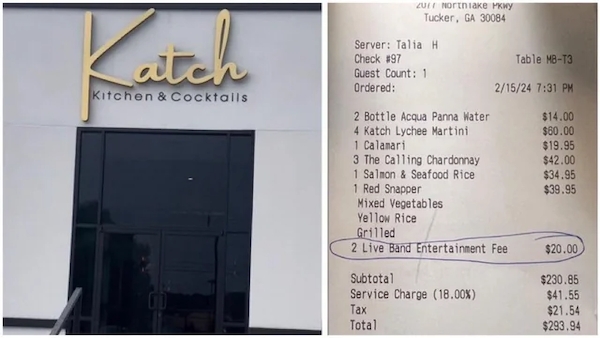 Katch
Kitchen & Cocktails
2077 Northlake Pkwy
Tucker, GA 30084
Server: Talia H
Check #97 Table MB-T3
Guest Count: 1
Ordered: 2/15/24 7:31 PM
2 Bottle Acqua Panna Water $14.00
4 Katch Lychee Martini $60.00
1 Calamari $19.95
3 The Calling Chardonnay $42.00
1 Salmon & Seafood Rice $34.95
1 Red Snapper $39.95
Mixed Vegetables
Yellow Rice
Grilled
2 Live Band Entertainment Fee $20.00
Subtotal $230.85
Service Charge (18.00%) $41.55
Tax $21.54
Total $293.94